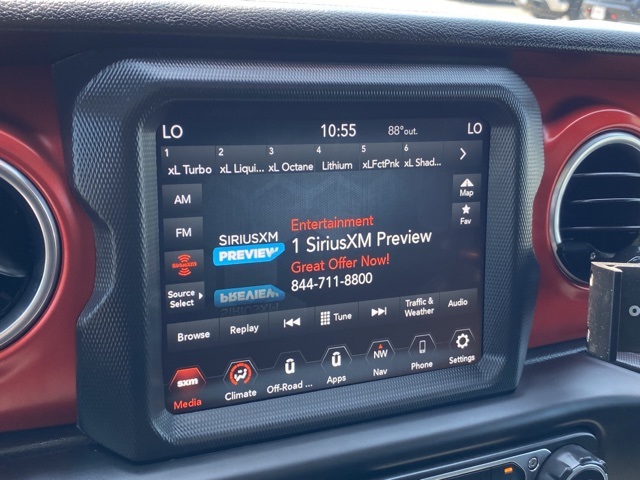 LO 10:55 88°out. LO
1 2 3 4 5 6
xL Turbo xL Liqui... xL Octane Lithium xLFctPnk xL Shad...
AM
FM
SIRIUSXM
Source
Select
SIRIUSXM
PREVIEW
Entertainment
1 SiriusXM Preview
Great Offer Now!
844-711-8800
Map
Fav
Browse Replay Tune Traffic & Weather Audio
sxm
Media Climate Off-Road ... Apps NW Nav Phone Settings